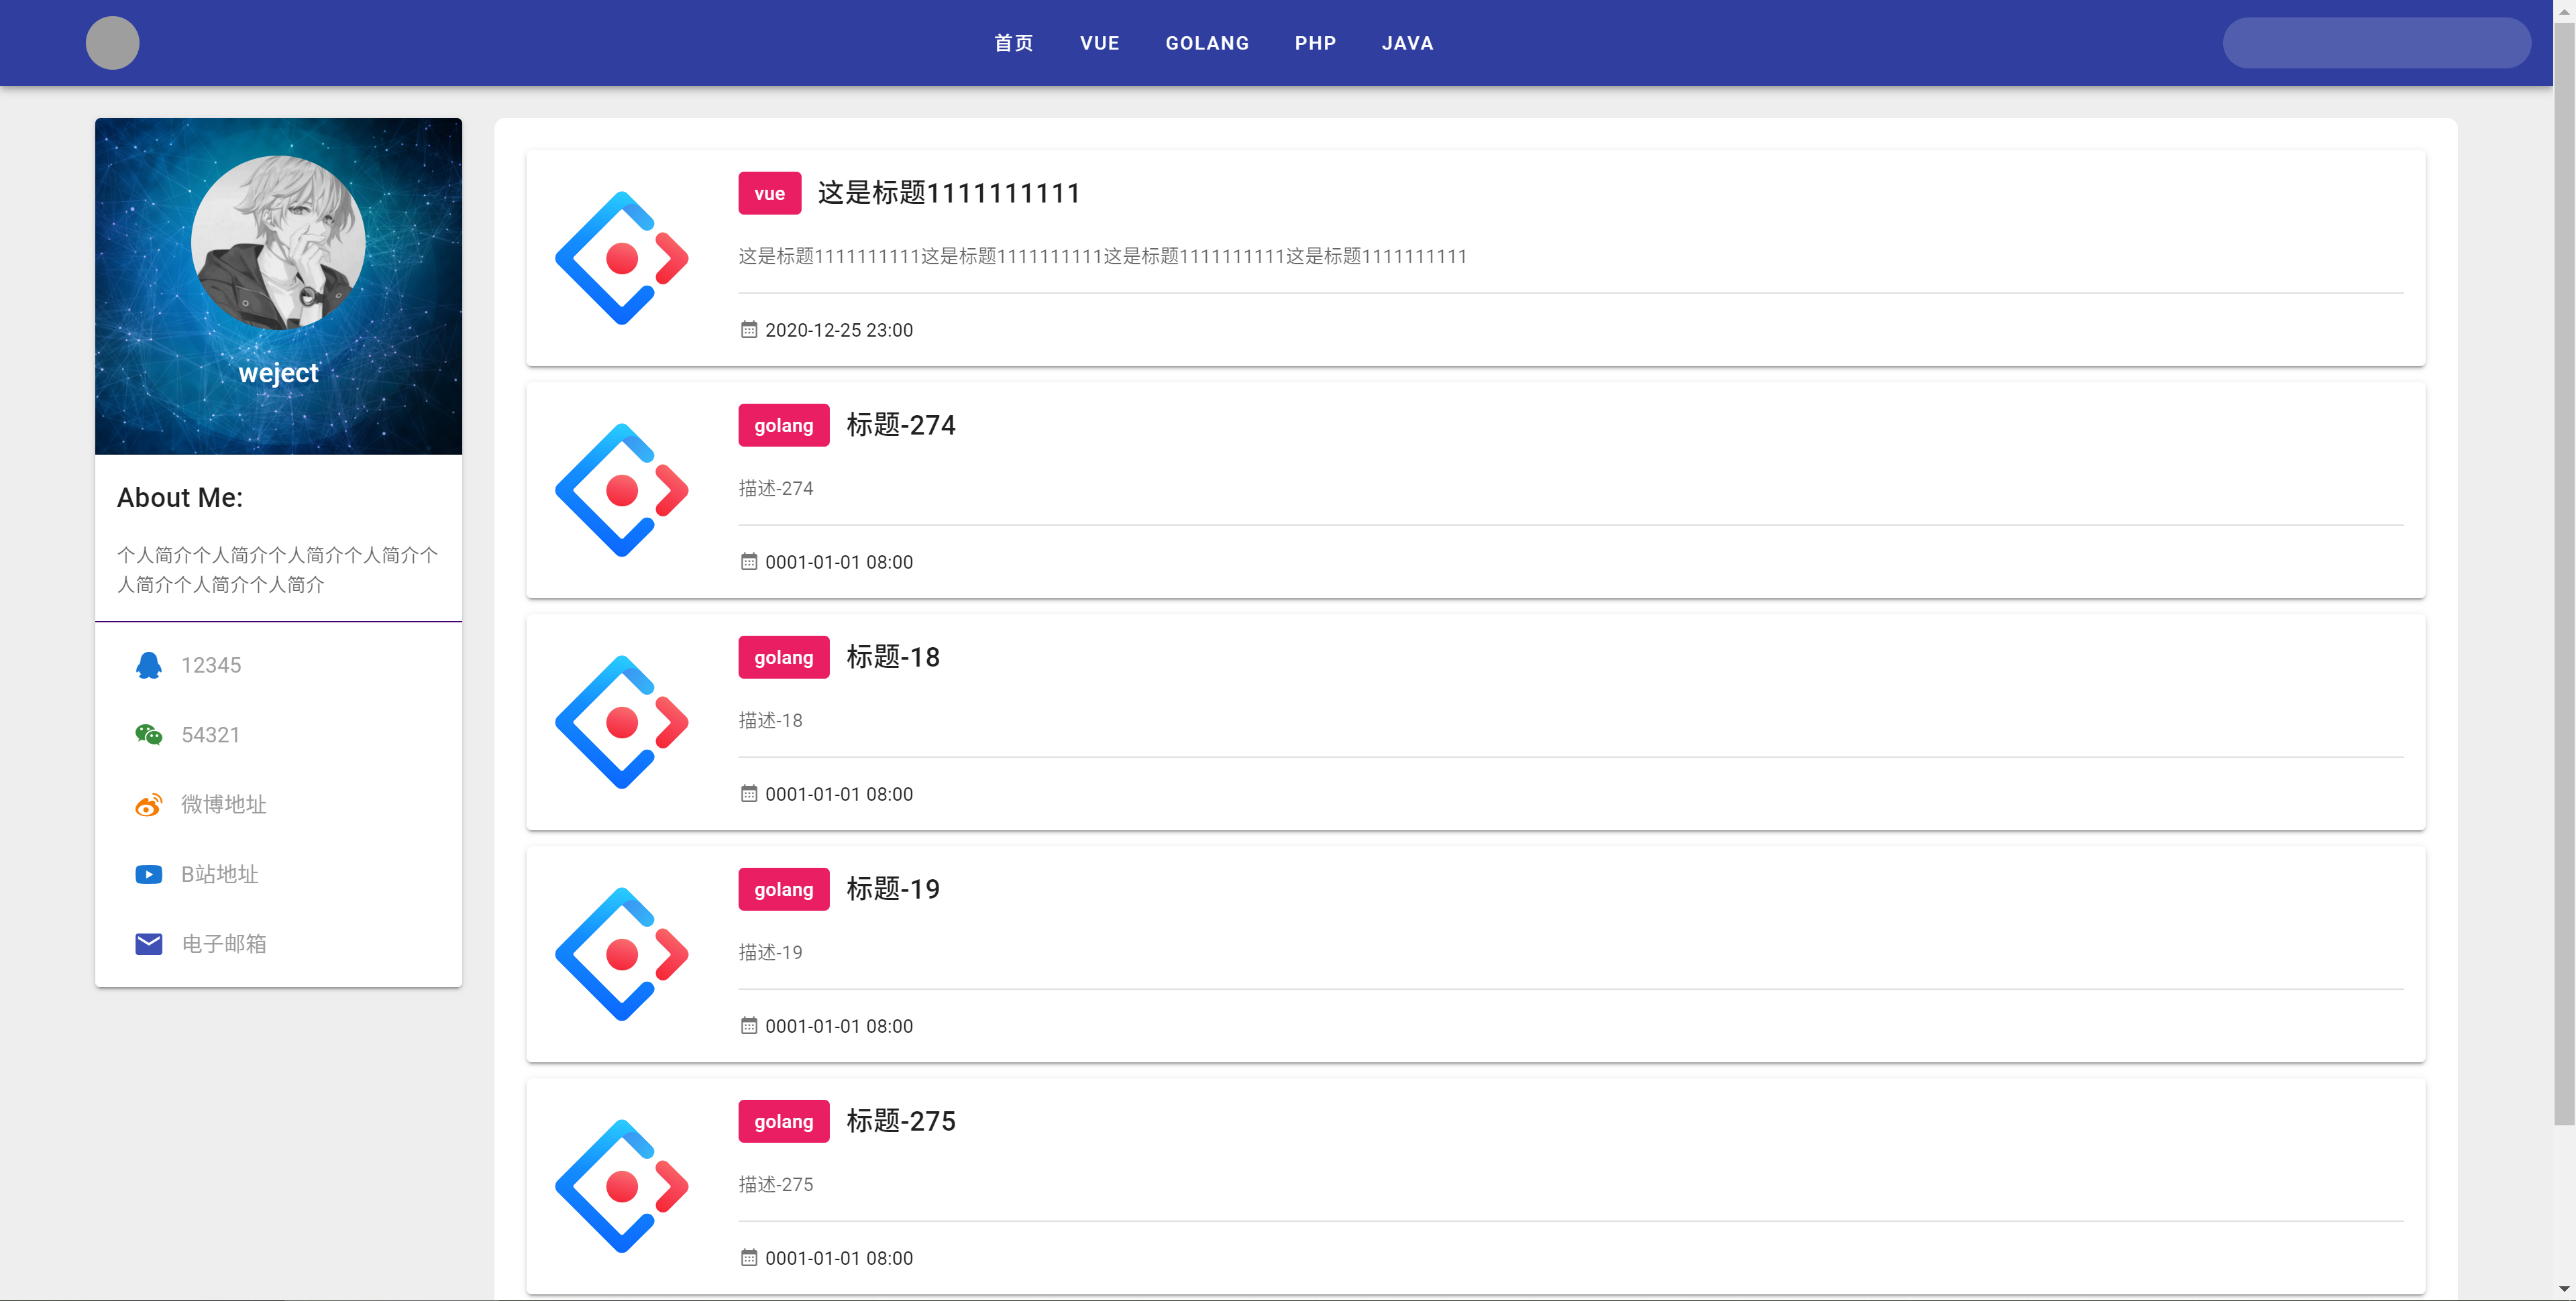 首页 VUE GOLANG PHP JAVA
weject
About Me:
个人简介个人简介个人简介个人简介个
人简介个人简介个人简介
12345
54321
微博地址
B站地址
电子邮箱
vue 这是标题1111111111
这是标题1111111111这是标题1111111111这是标题1111111111这是标题1111111111
2020-12-25 23:00
golang 标题-274
描述-274
0001-01-01 08:00
golang 标题-18
描述-18
0001-01-01 08:00
golang 标题-19
描述-19
0001-01-01 08:00
golang 标题-275
描述-275
0001-01-01 08:00